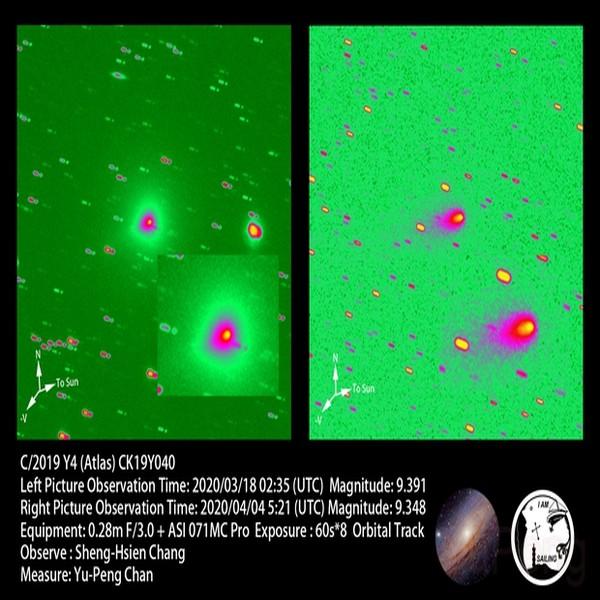 N
To Sun
-V
N
To Sun
-V
C/2019 Y4 (Atlas) CK19Y040
Left Picture Observation Time: 2020/03/18 02:35 (UTC) Magnitude: 9.391
Right Picture Observation Time: 2020/04/04 5:21 (UTC) Magnitude: 9.348
Equipment: 0.28m F/3.0 + ASI 071MC Pro Exposure : 60s*8 Orbital Track
Observe : Sheng-Hsien Chang
Measure: Yu-Peng Chan
I AM
SAILING